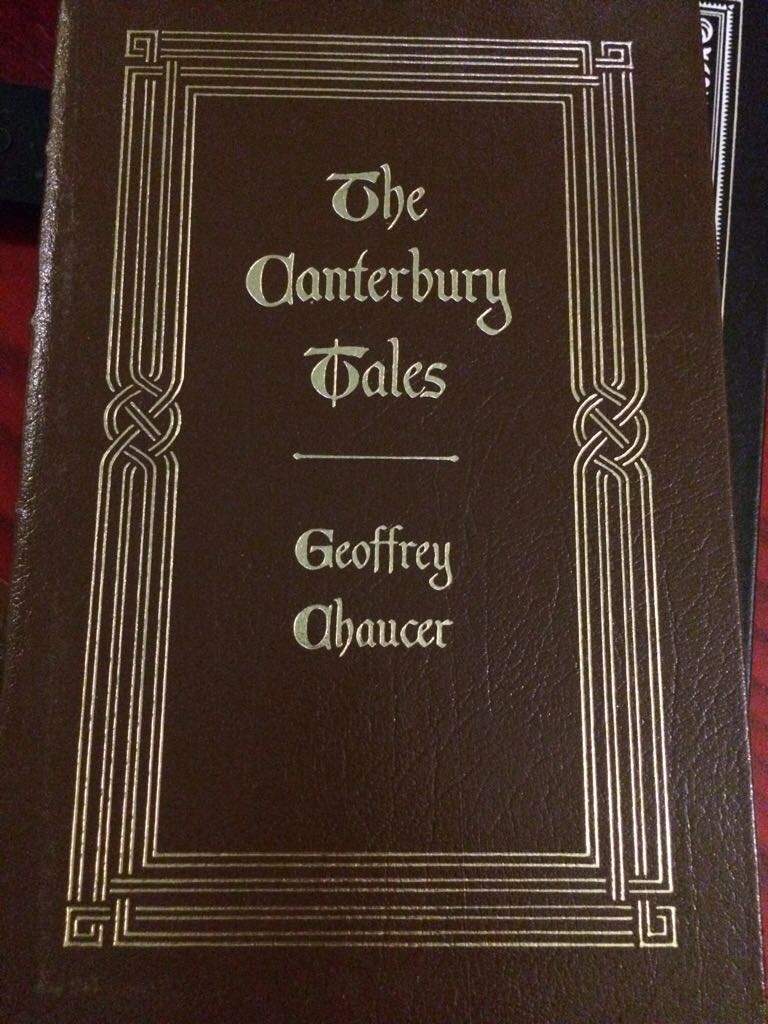 The
Canterbury
Tales
Geoffrey
Chaucer